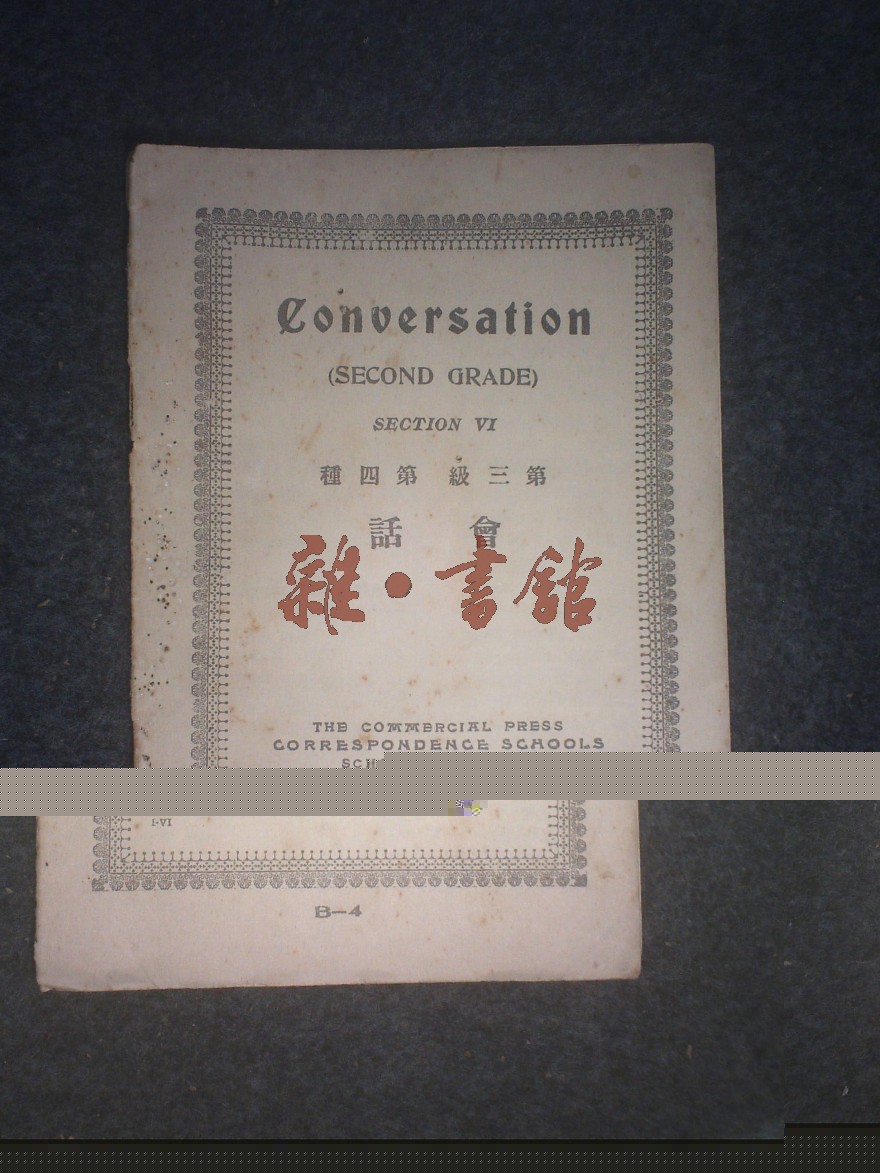 Conversation
(SECOND GRADE)
SECTION VI
第三級 第四種
會話
雜·書館
THE COMMERCIAL PRESS
CORRESPONDENCE SCHOOLS
I-VI
B-4